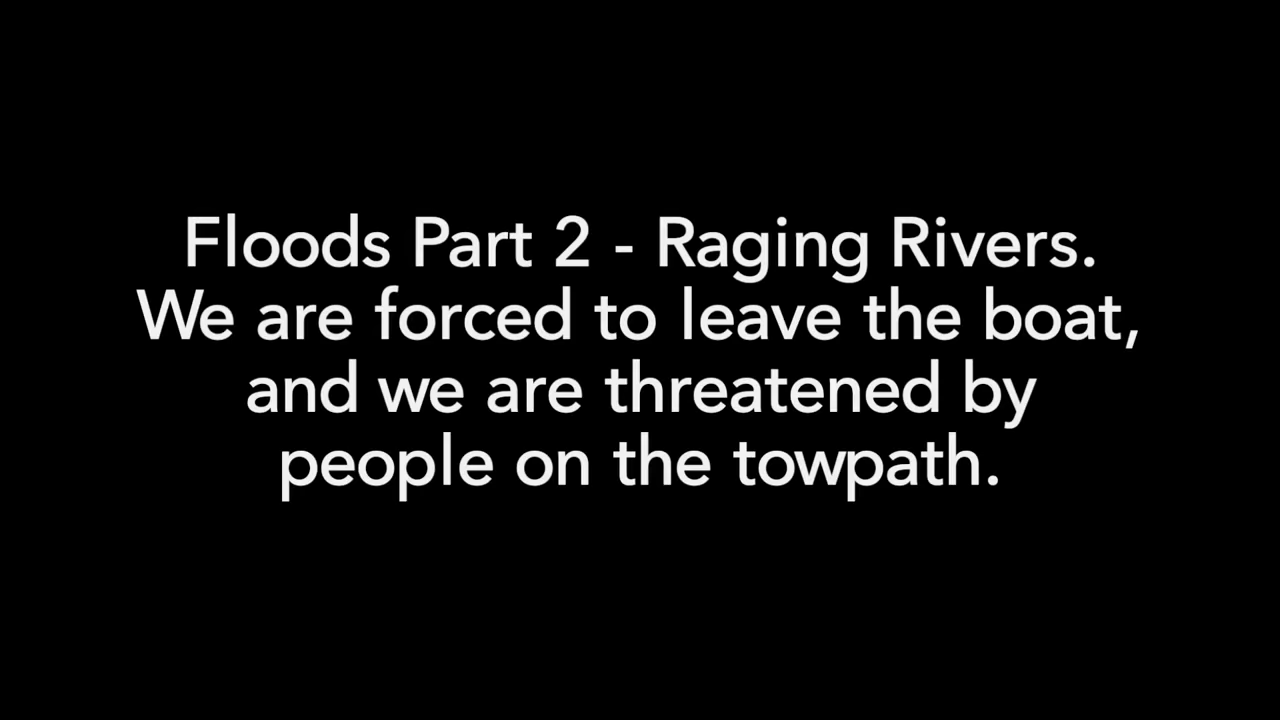 Floods Part 2 - Raging Rivers.
We are forced to leave the boat,
and we are threatened by
people on the towpath.